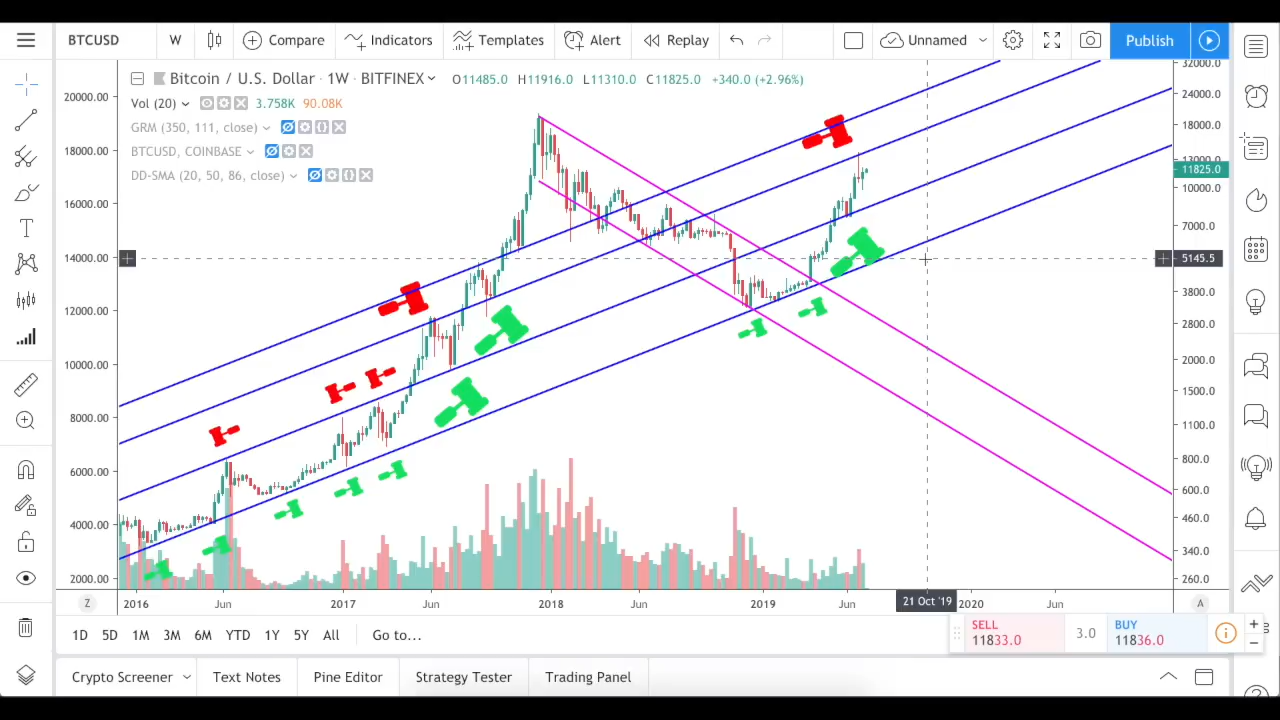 BTCUSD W Compare Indicators Templates Alert Replay Unnamed Publish
Bitcoin / U.S. Dollar · 1W · BITFINEX O11485.0 H11916.0 L11310.0 C11825.0 +340.0 (+2.96%)
Vol (20) 3.758K 90.08K
GRM (350, 111, close)
BTCUSD, COINBASE
DD-SMA (20, 50, 86, close)
20000.00
18000.00
16000.00
14000.00
12000.00
10000.00
8000.00
6000.00
4000.00
2000.00
32000.0
24000.0
18000.0
13000.0
11825.0
10000.0
7000.0
5145.5
3800.0
2800.0
2000.0
1500.0
1100.0
800.0
600.0
460.0
340.0
260.0
Z 2016 Jun 2017 Jun 2018 Jun 2019 Jun 21 Oct '19 2020 Jun A
1D 5D 1M 3M 6M YTD 1Y 5Y All Go to...
SELL
11833.0
3.0
BUY
11836.0
Crypto Screener Text Notes Pine Editor Strategy Tester Trading Panel